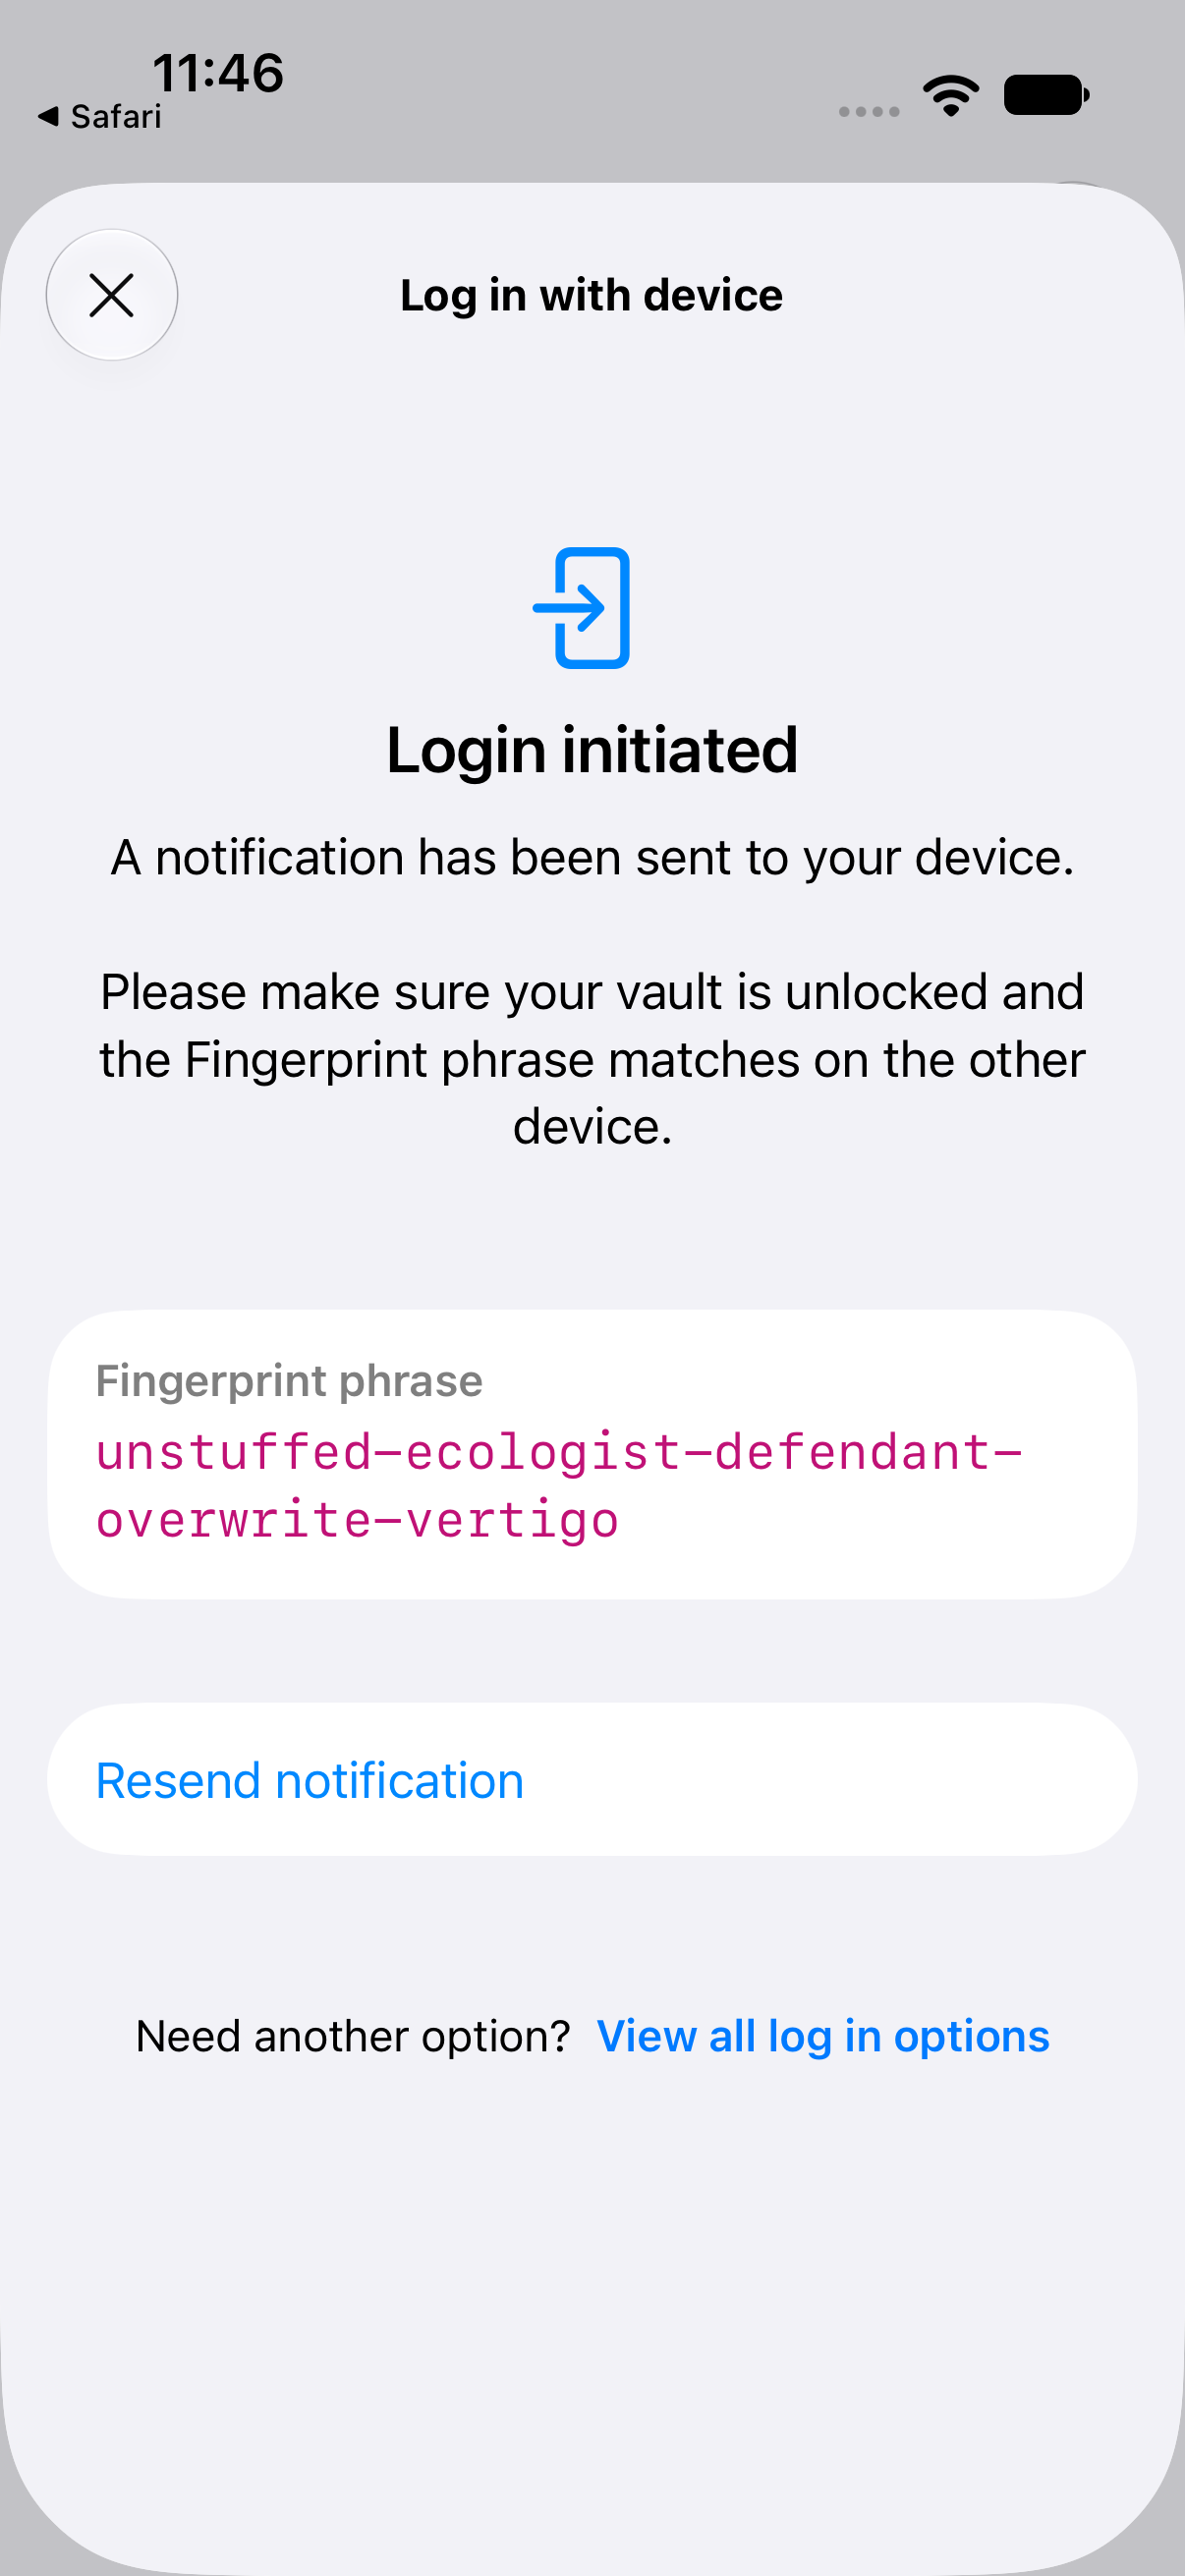 11:46
Safari
Log in with device
Login initiated
A notification has been sent to your device.
Please make sure your vault is unlocked and
the Fingerprint phrase matches on the other
device.
Fingerprint phrase
unstuffed-ecologist-defendant-
overwrite-vertigo
Resend notification
Need another option? View all log in options